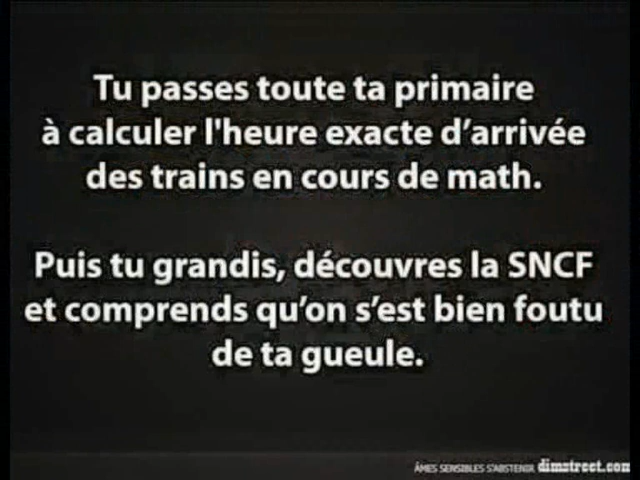 Tu passes toute ta primaire
à calculer l'heure exacte d’arrivée
des trains en cours de math.
Puis tu grandis, découvres la SNCF
et comprends qu’on s’est bien foutu
de ta gueule.
ÂMES SENSIBLES S'ABSTENIR dimstreet.com